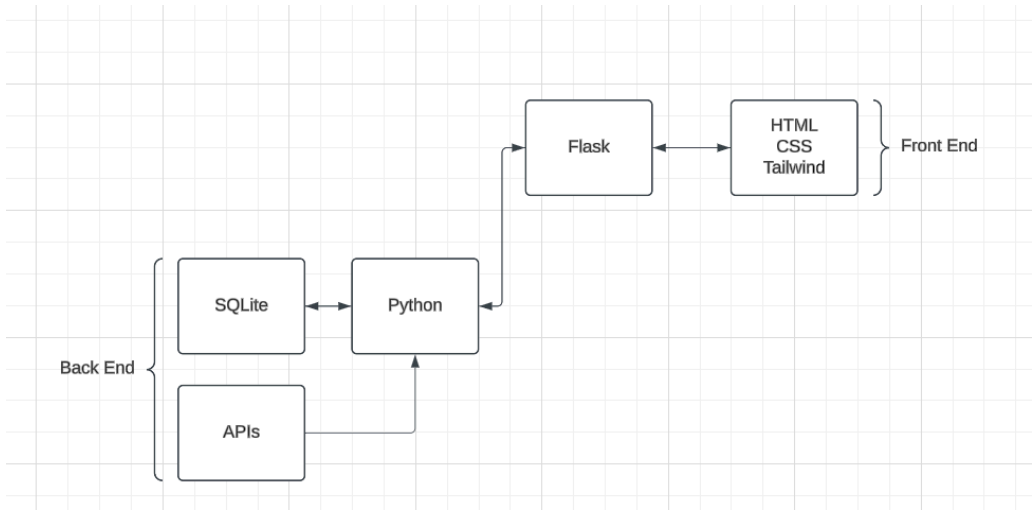 Flask
HTML
CSS
Tailwind
Front End
SQLite
Python
Back End
APIs